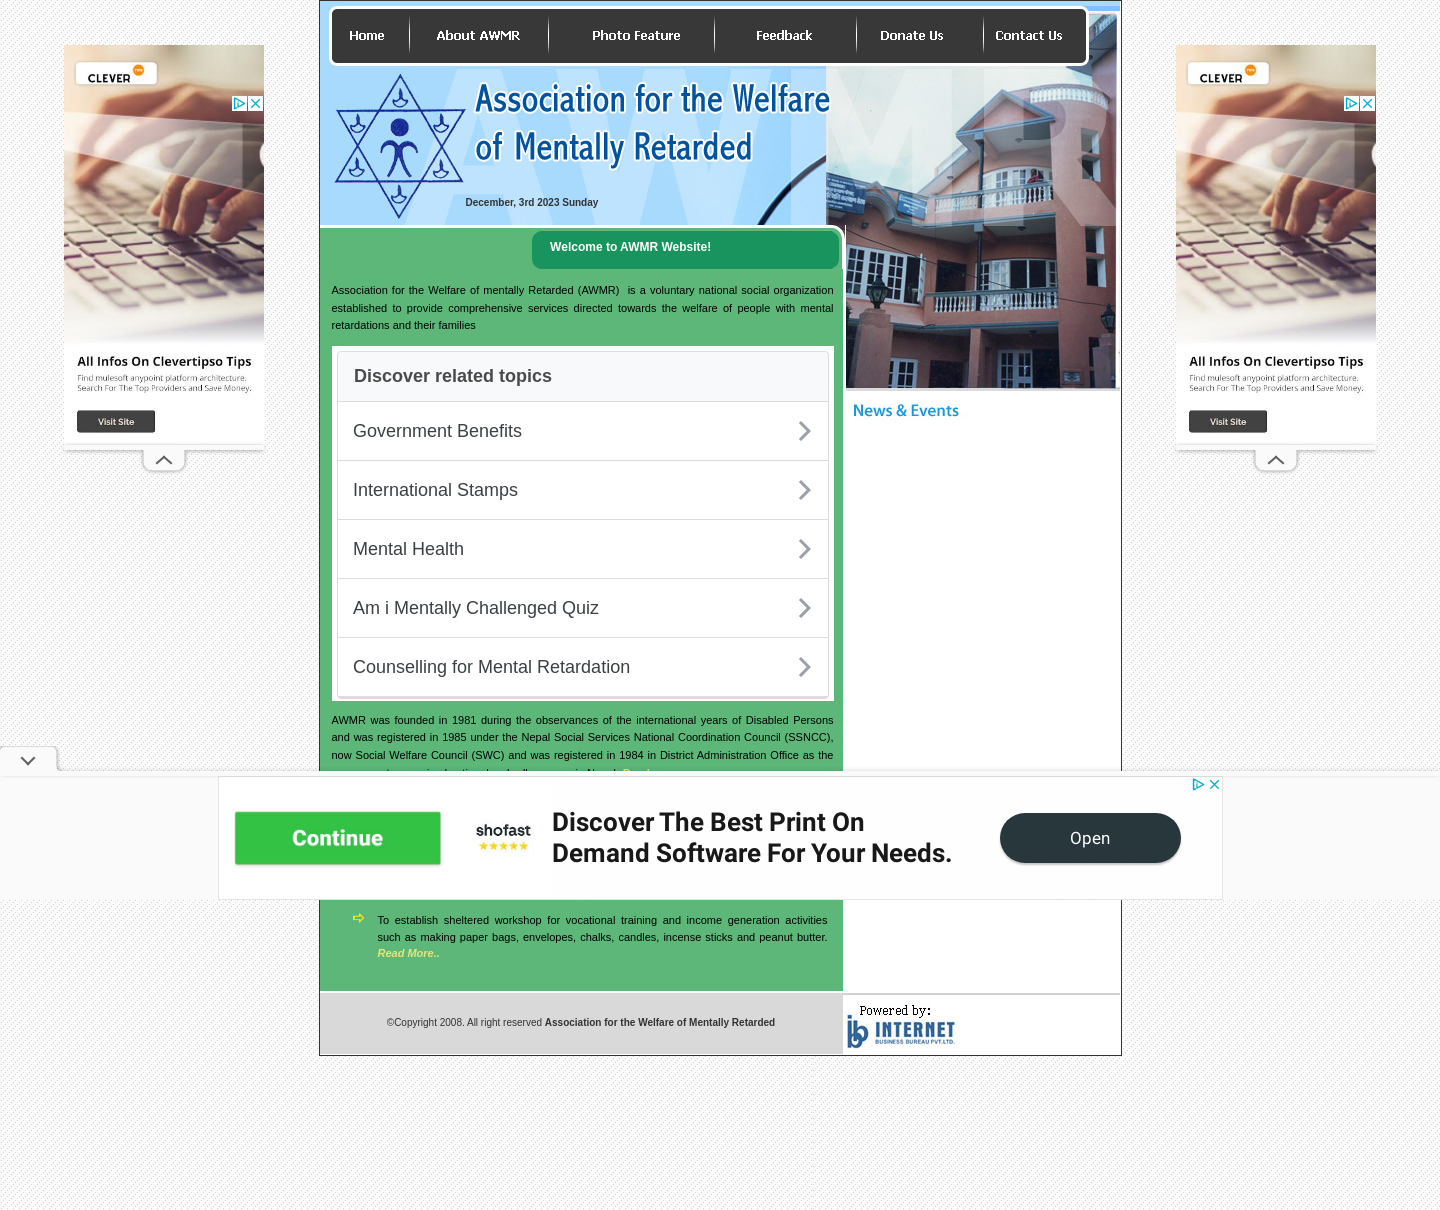 Home
About AWMR
Photo Feature
Feedback
Donate Us
Contact Us
CLEVER
CLEVER
Association for the Welfare
of Mentally Retarded
December, 3rd 2023 Sunday
Welcome to AWMR Website!
Association for the Welfare of mentally Retarded (AWMR)  is a voluntary national social organization
established to provide comprehensive services directed towards the welfare of people with mental
retardations and their families
All Infos On Clevertipso Tips
Find mulesoft anypoint platform architecture.
Search For The Top Providers and Save Money.
Visit Site
Discover related topics
Government Benefits
International Stamps
Mental Health
Am i Mentally Challenged Quiz
Counselling for Mental Retardation
All Infos On Clevertipso Tips
Find mulesoft anypoint platform architecture.
Search For The Top Providers and Save Money.
Visit Site
News & Events
AWMR was founded in 1981 during the observances of the international years of Disabled Persons
and was registered in 1985 under the Nepal Social Services National Coordination Council (SSNCC),
now Social Welfare Council (SWC) and was registered in 1984 in District Administration Office as the
Continue
shofast
Discover The Best Print On
Demand Software For Your Needs.
Open
To establish sheltered workshop for vocational training and income generation activities
such as making paper bags, envelopes, chalks, candles, incense sticks and peanut butter.
Read More..
©Copyright 2008. All right reserved Association for the Welfare of Mentally Retarded
Powered by:
INTERNET
BUSINESS BUREAU PVT.LTD.